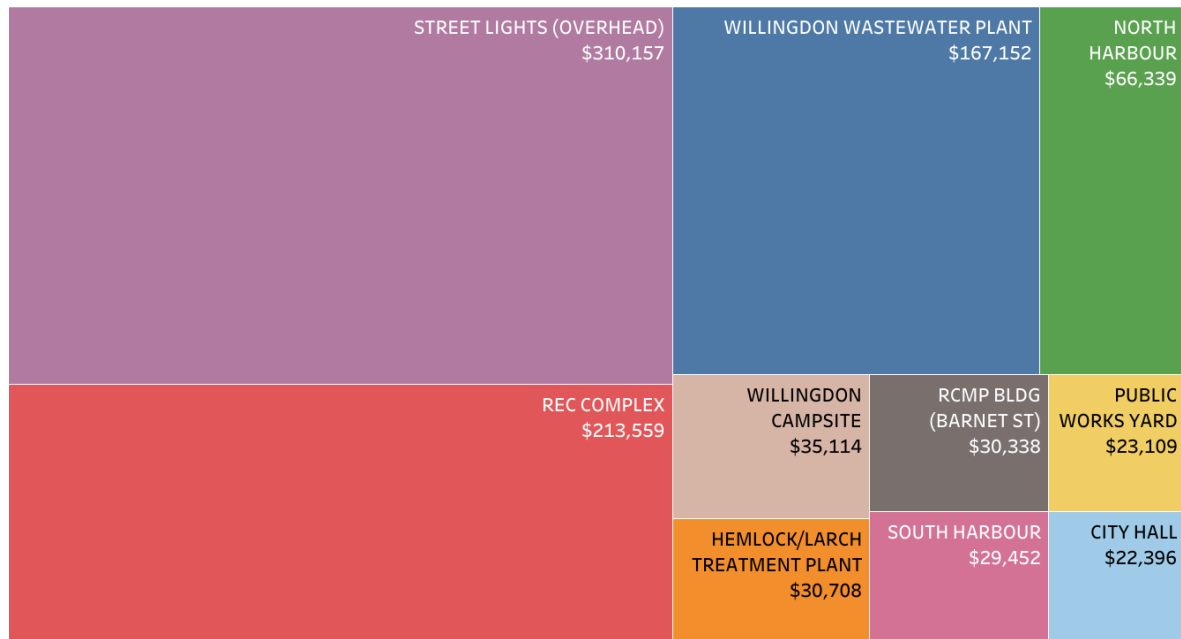 STREET LIGHTS (OVERHEAD)
$310,157
WILLINGDON WASTEWATER PLANT
$167,152
NORTH
HARBOUR
$66,339
REC COMPLEX
$213,559
WILLINGDON
CAMPSITE
$35,114
RCMP BLDG
(BARNET ST)
$30,338
PUBLIC
WORKS YARD
$23,109
HEMLOCK/LARCH
TREATMENT PLANT
$30,708
SOUTH HARBOUR
$29,452
CITY HALL
$22,396